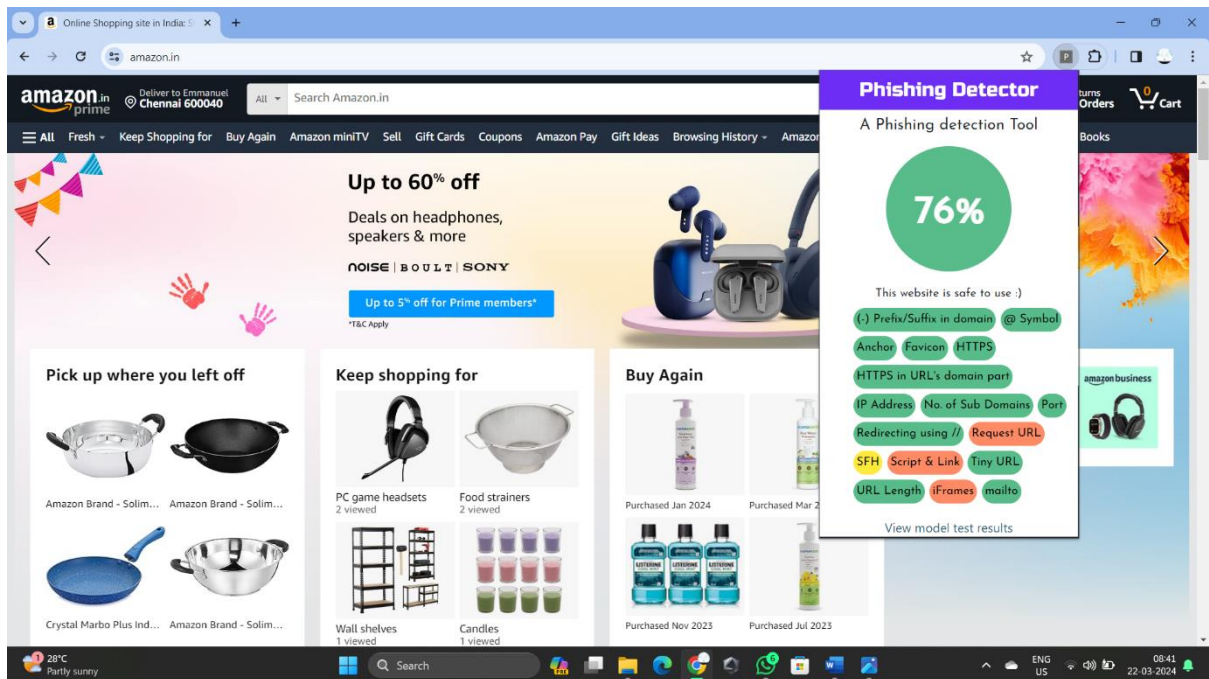 Online Shopping site in India: S
amazon.in
amazon.in
prime
Deliver to Emmanuel
Chennai 600040
All
Search Amazon.in
turns
Orders
0
Cart
All Fresh Keep Shopping for Buy Again Amazon miniTV Sell Gift Cards Coupons Amazon Pay Gift Ideas Browsing History Amazo
Books
Phishing Detector
A Phishing detection Tool
76%
This website is safe to use :)
(-) Prefix/Suffix in domain @ Symbol
Anchor Favicon HTTPS
HTTPS in URL's domain part
IP Address No. of Sub Domains Port
Redirecting using // Request URL
SFH Script & Link Tiny URL
URL Length iFrames mailto
View model test results
Up to 60% off
Deals on headphones,
speakers & more
NOISE | BOULT | SONY
Up to 5% off for Prime members*
*T&C Apply
Pick up where you left off
Amazon Brand - Solim... Amazon Brand - Solim...
Crystal Marbo Plus Ind... Amazon Brand - Solim...
Keep shopping for
PC game headsets
2 viewed
Food strainers
2 viewed
Wall shelves
1 viewed
Candles
1 viewed
Buy Again
Purchased Jan 2024 Purchased Mar 2
LISTERINE LISTERINE LISTERINE
Purchased Nov 2023 Purchased Jul 2023
amazon business
1
28°C
Partly sunny
Search
PRE
6
ENG
US
08:41
22-03-2024